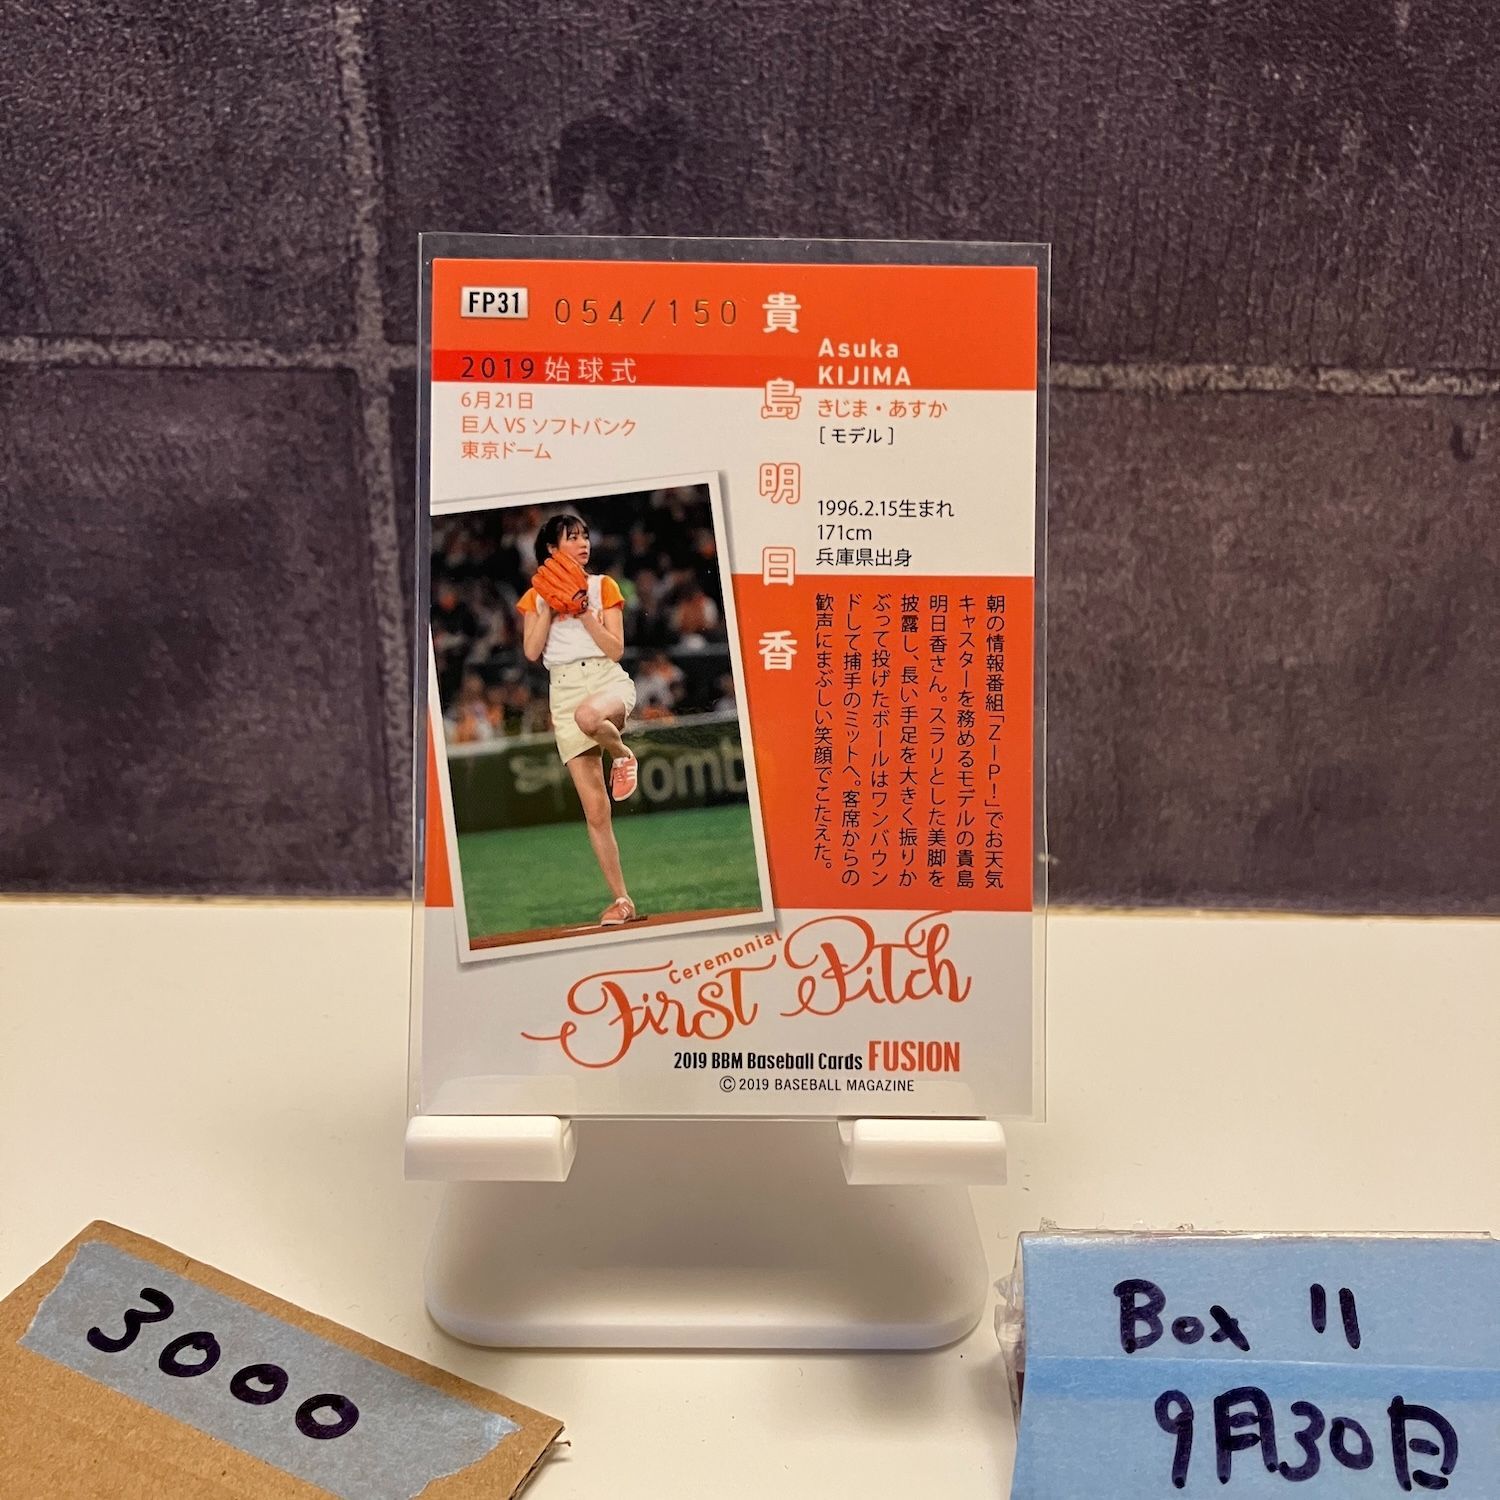 FP31
054/150
2019 始球式
6月21日
巨人 VS ソフトバンク
東京ドーム
貴島明日香
Asuka
KIJIMA
きじま・あすか
[ モデル ]
1996.2.15生まれ
171cm
兵庫県出身
朝の情報番組「ZIP!」でお天気
キャスターを務めるモデルの貴島
明日香さん。スラリとした美脚を
披露し、長い手足を大きく振りか
ぶって投げたボールはワンバウン
ドして捕手のミットへ。客席からの
歓声にまぶしい笑顔でこたえた。
Ceremonial
First Pitch
2019 BBM Baseball Cards FUSION
© 2019 BASEBALL MAGAZINE
3000
Box 11
9月30日